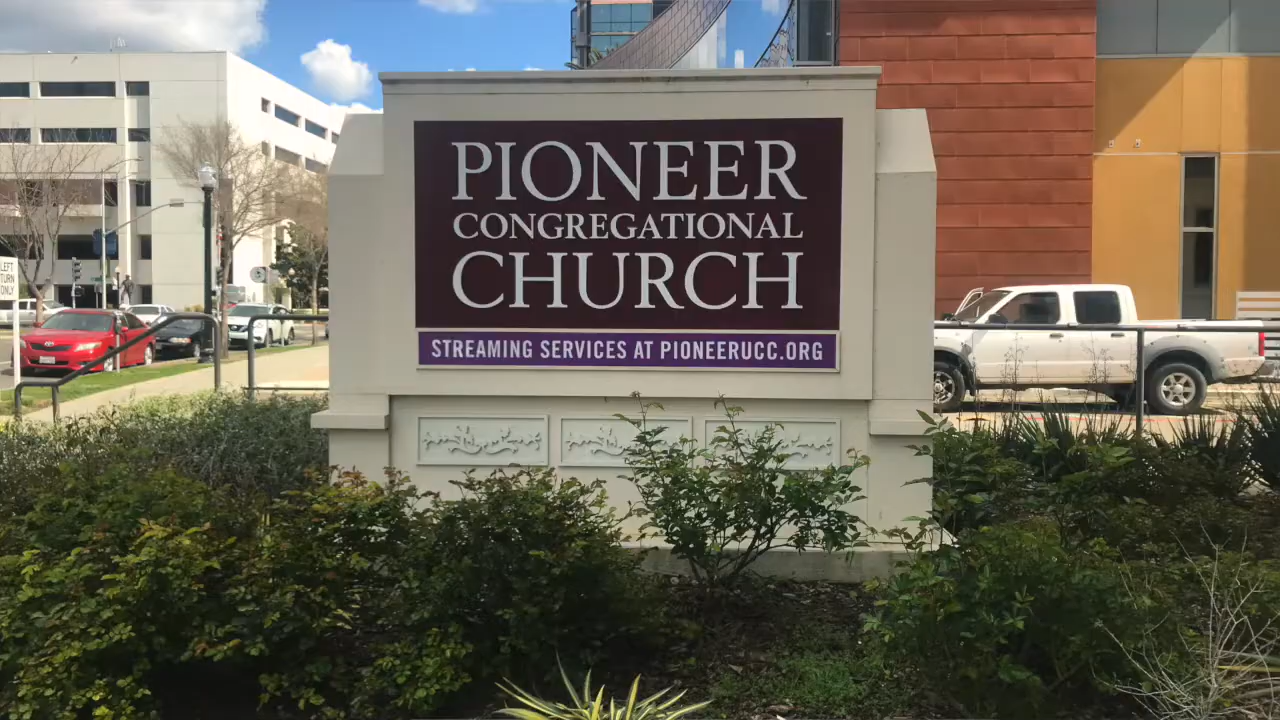 PIONEER
CONGREGATIONAL
CHURCH
STREAMING SERVICES AT PIONEERUCC.ORG
LEFT
TURN
ONLY